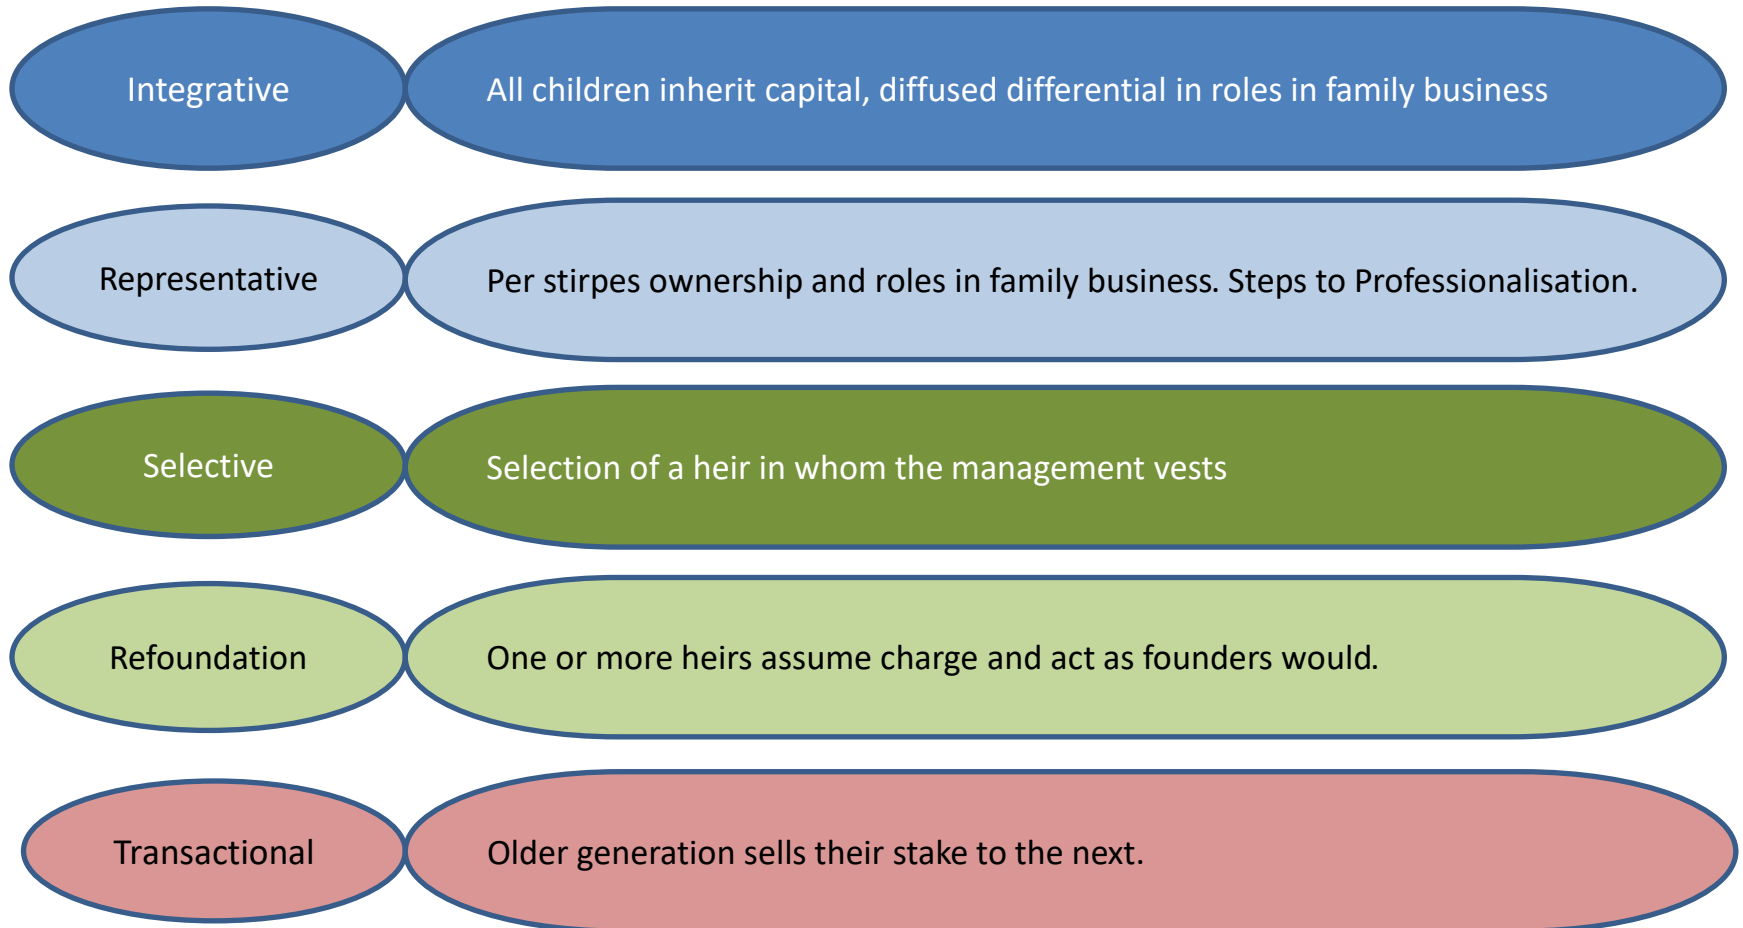 Integrative
All children inherit capital, diffused differential in roles in family business
Representative
Per stirpes ownership and roles in family business. Steps to Professionalisation.
Selective
Selection of a heir in whom the management vests
Refoundation
One or more heirs assume charge and act as founders would.
Transactional
Older generation sells their stake to the next.